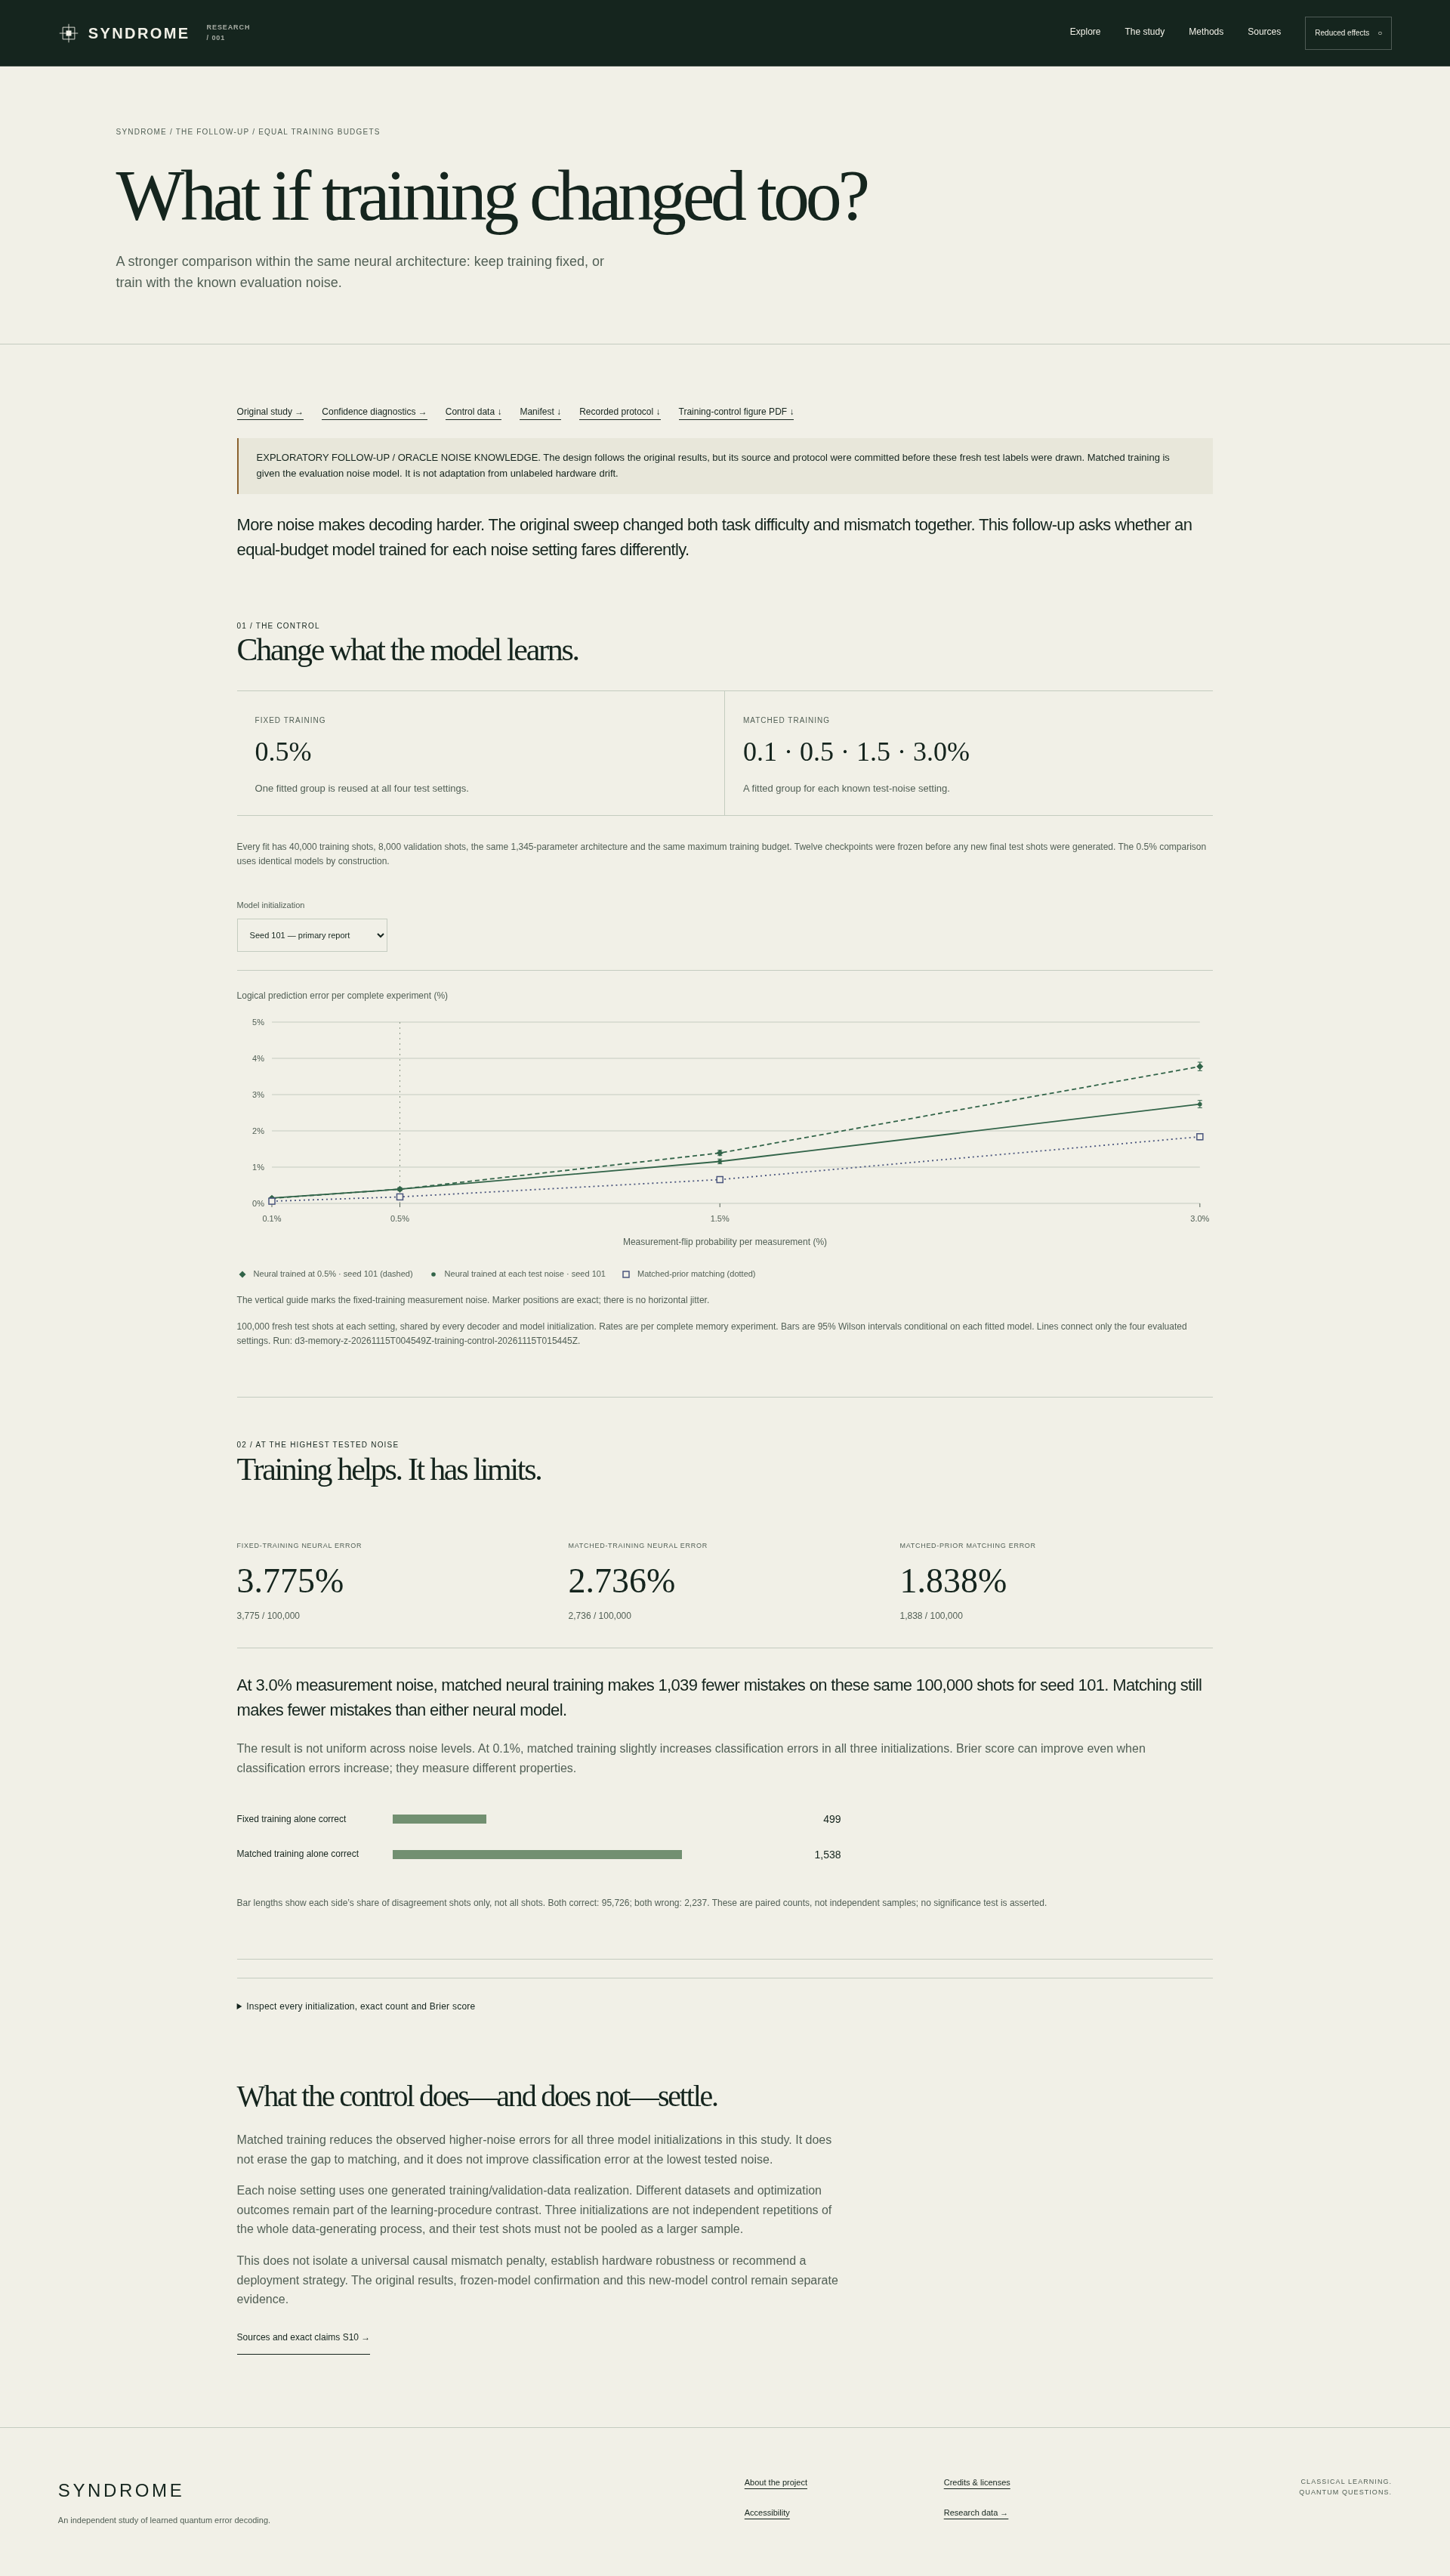 SYNDROME
RESEARCH
/ 001
Explore
The study
Methods
Sources
Reduced effects ○
SYNDROME / THE FOLLOW-UP / EQUAL TRAINING BUDGETS
What if training changed too?
A stronger comparison within the same neural architecture: keep training fixed, or
train with the known evaluation noise.
Original study →
Confidence diagnostics →
Control data ↓
Manifest ↓
Recorded protocol ↓
Training-control figure PDF ↓
EXPLORATORY FOLLOW-UP / ORACLE NOISE KNOWLEDGE. The design follows the original results, but its source and protocol were committed before these fresh test labels were drawn. Matched training is
given the evaluation noise model. It is not adaptation from unlabeled hardware drift.
More noise makes decoding harder. The original sweep changed both task difficulty and mismatch together. This follow-up asks whether an
equal-budget model trained for each noise setting fares differently.
01 / THE CONTROL
Change what the model learns.
FIXED TRAINING
0.5%
One fitted group is reused at all four test settings.
MATCHED TRAINING
0.1 · 0.5 · 1.5 · 3.0%
A fitted group for each known test-noise setting.
Every fit has 40,000 training shots, 8,000 validation shots, the same 1,345-parameter architecture and the same maximum training budget. Twelve checkpoints were frozen before any new final test shots were generated. The 0.5% comparison
uses identical models by construction.
Model initialization
Seed 101 — primary report
Logical prediction error per complete experiment (%)
5%
4%
3%
2%
1%
0%
0.1%
0.5%
1.5%
3.0%
Measurement-flip probability per measurement (%)
Neural trained at 0.5% · seed 101 (dashed)
Neural trained at each test noise · seed 101
Matched-prior matching (dotted)
The vertical guide marks the fixed-training measurement noise. Marker positions are exact; there is no horizontal jitter.
100,000 fresh test shots at each setting, shared by every decoder and model initialization. Rates are per complete memory experiment. Bars are 95% Wilson intervals conditional on each fitted model. Lines connect only the four evaluated
settings. Run: d3-memory-z-20261115T004549Z-training-control-20261115T015445Z.
02 / AT THE HIGHEST TESTED NOISE
Training helps. It has limits.
FIXED-TRAINING NEURAL ERROR
3.775%
3,775 / 100,000
MATCHED-TRAINING NEURAL ERROR
2.736%
2,736 / 100,000
MATCHED-PRIOR MATCHING ERROR
1.838%
1,838 / 100,000
At 3.0% measurement noise, matched neural training makes 1,039 fewer mistakes on these same 100,000 shots for seed 101. Matching still
makes fewer mistakes than either neural model.
The result is not uniform across noise levels. At 0.1%, matched training slightly increases classification errors in all three initializations. Brier score can improve even when
classification errors increase; they measure different properties.
Fixed training alone correct
499
Matched training alone correct
1,538
Bar lengths show each side's share of disagreement shots only, not all shots. Both correct: 95,726; both wrong: 2,237. These are paired counts, not independent samples; no significance test is asserted.
Inspect every initialization, exact count and Brier score
What the control does—and does not—settle.
Matched training reduces the observed higher-noise errors for all three model initializations in this study. It does
not erase the gap to matching, and it does not improve classification error at the lowest tested noise.
Each noise setting uses one generated training/validation-data realization. Different datasets and optimization
outcomes remain part of the learning-procedure contrast. Three initializations are not independent repetitions of
the whole data-generating process, and their test shots must not be pooled as a larger sample.
This does not isolate a universal causal mismatch penalty, establish hardware robustness or recommend a
deployment strategy. The original results, frozen-model confirmation and this new-model control remain separate
evidence.
Sources and exact claims S10 →
SYNDROME
An independent study of learned quantum error decoding.
About the project
Accessibility
Credits & licenses
Research data →
CLASSICAL LEARNING.
QUANTUM QUESTIONS.